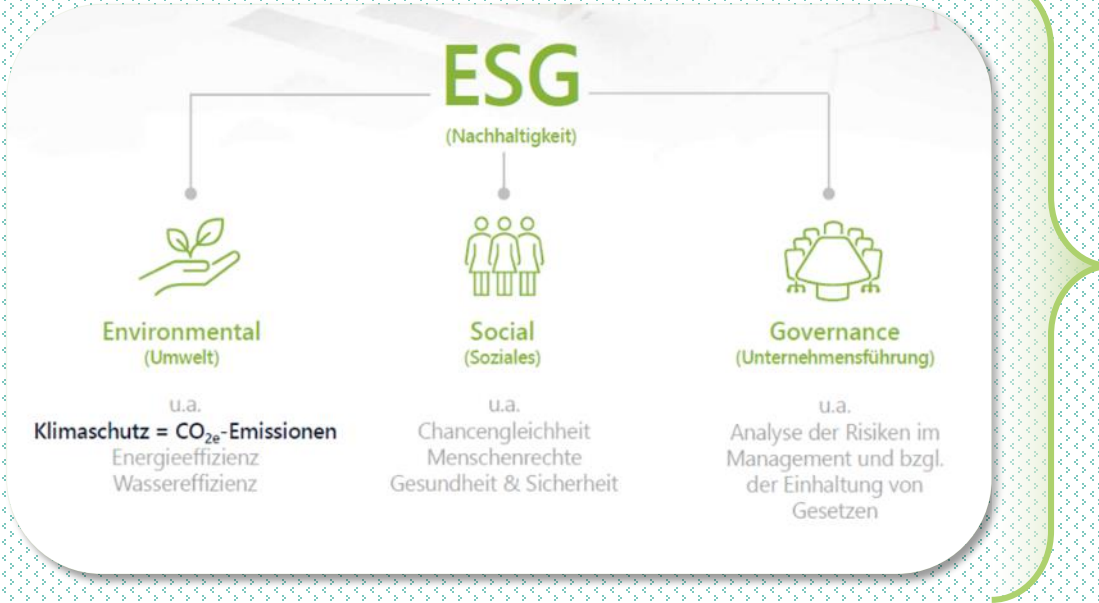 ESG
(Nachhaltigkeit)
Environmental
(Umwelt)
u.a.
Klimaschutz = CO₂ₑ-Emissionen
Energieeffizienz
Wassereffizienz
Social
(Soziales)
u.a.
Chancengleichheit
Menschenrechte
Gesundheit & Sicherheit
Governance
(Unternehmensführung)
u.a.
Analyse der Risiken im
Management und bzgl.
der Einhaltung von
Gesetzen